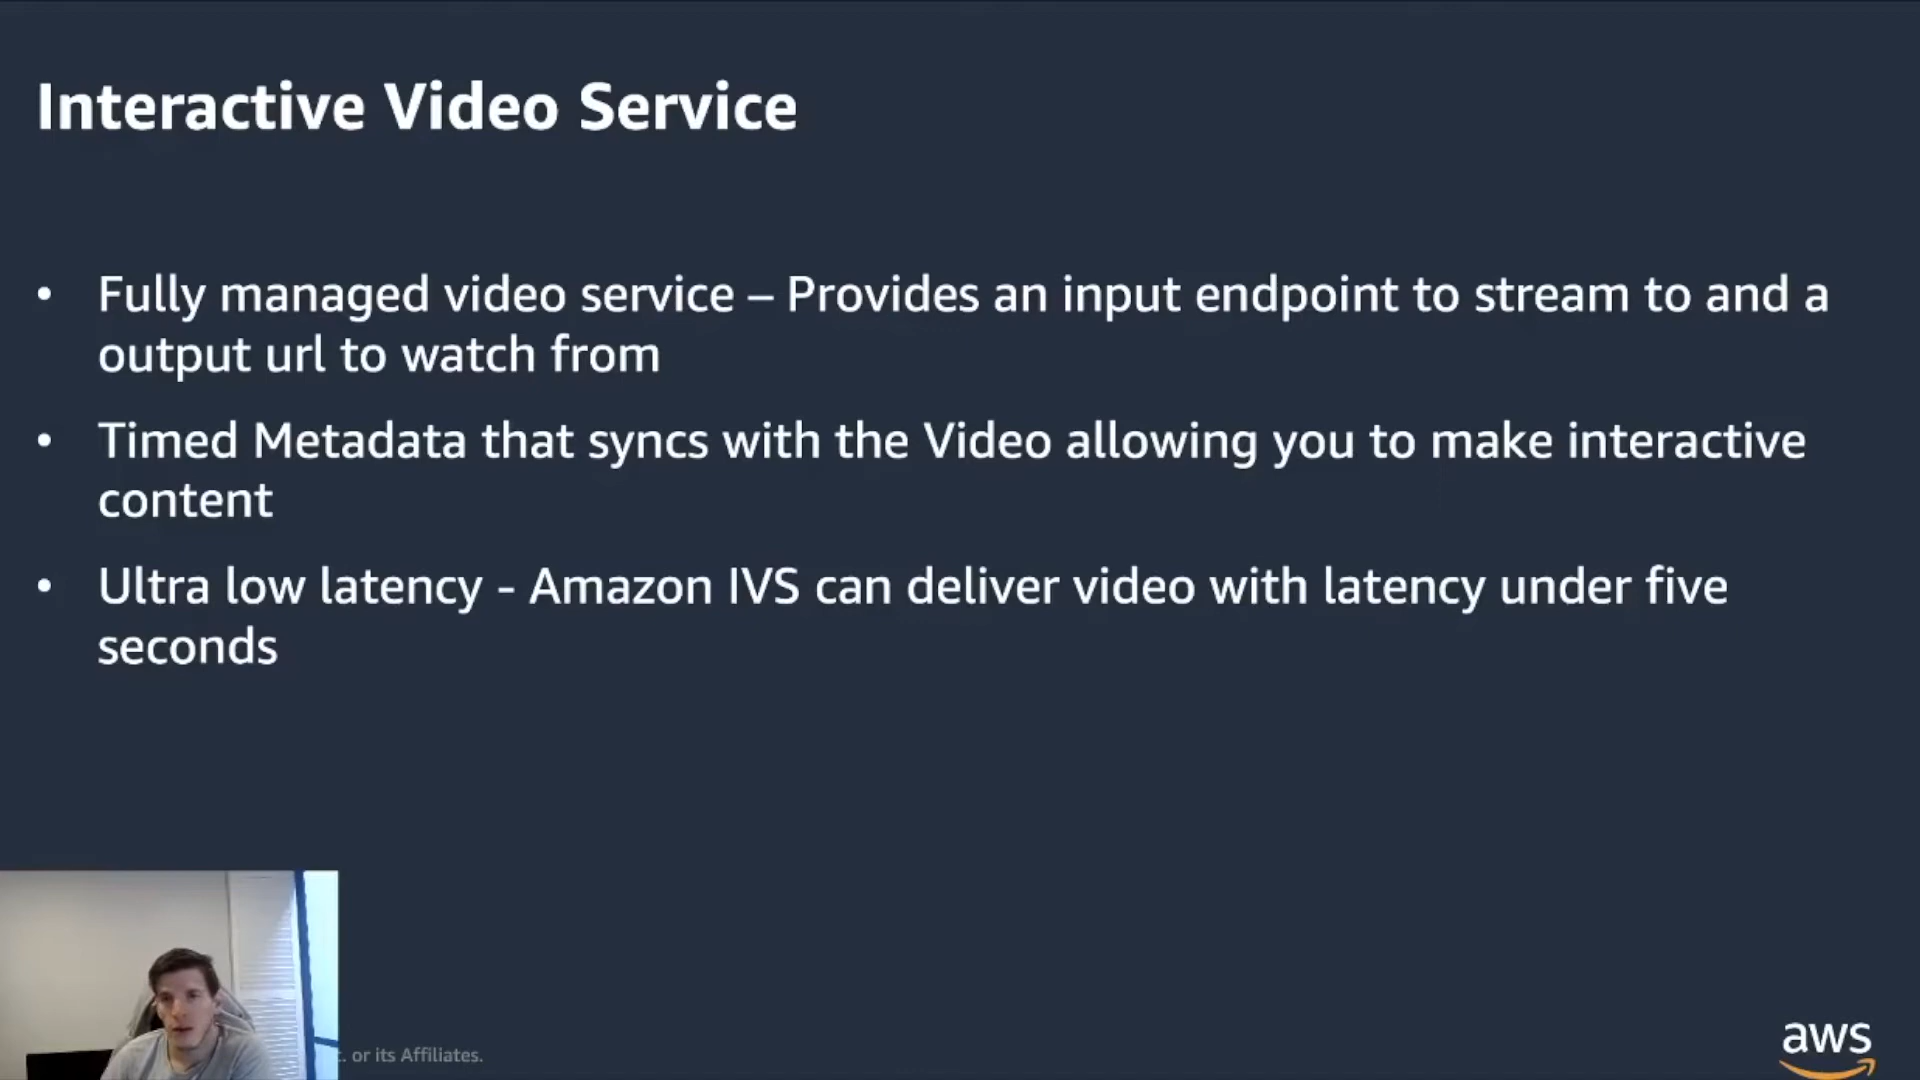 Interactive Video Service
• Fully managed video service – Provides an input endpoint to stream to and a
output url to watch from
• Timed Metadata that syncs with the Video allowing you to make interactive
content
• Ultra low latency - Amazon IVS can deliver video with latency under five
seconds
or its Affiliates.
aws